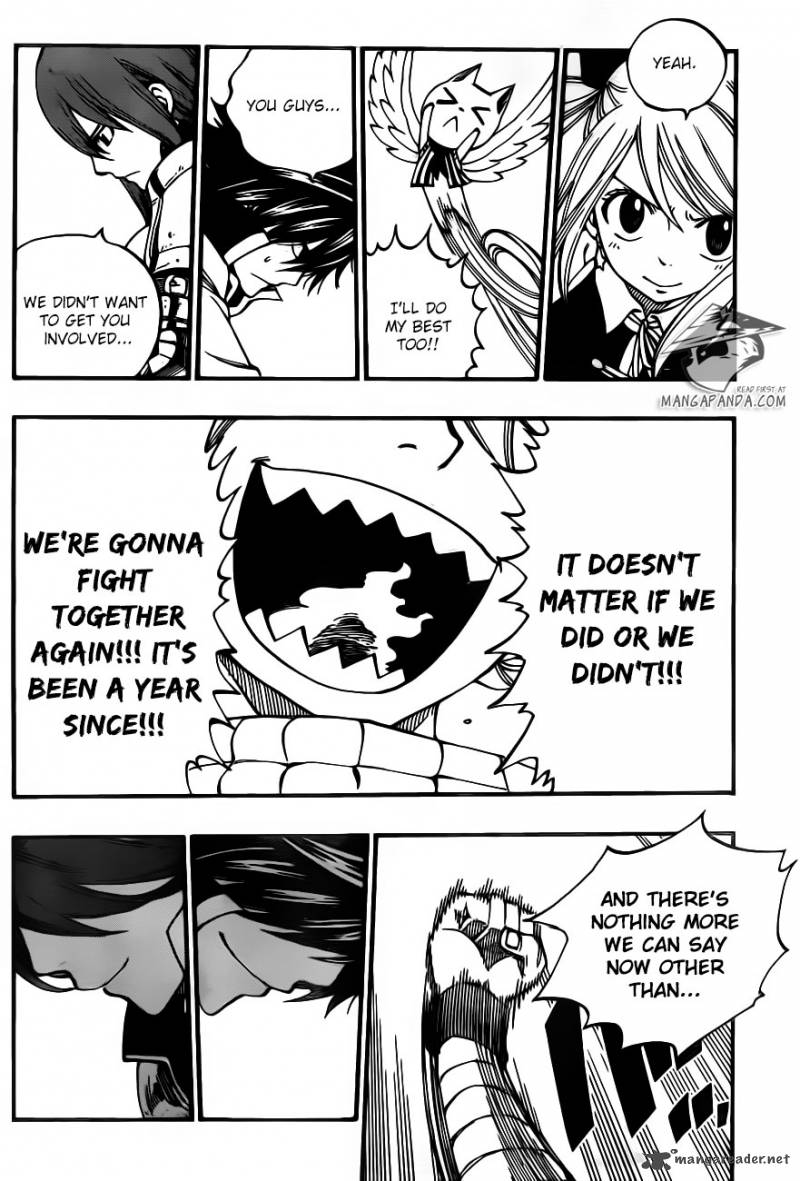 YEAH.
I'LL DO
MY BEST
TOO!!
YOU GUYS...
WE DIDN'T WANT
TO GET YOU
INVOLVED...
READ FIRST AT
MANGAPANDA.COM
IT DOESN'T
MATTER IF WE
DID OR WE
DIDN'T!!!
WE'RE GONNA
FIGHT
TOGETHER
AGAIN!!! IT'S
BEEN A YEAR
SINCE!!!
AND THERE'S
NOTHING MORE
WE CAN SAY
NOW OTHER
THAN...
mangareader.net